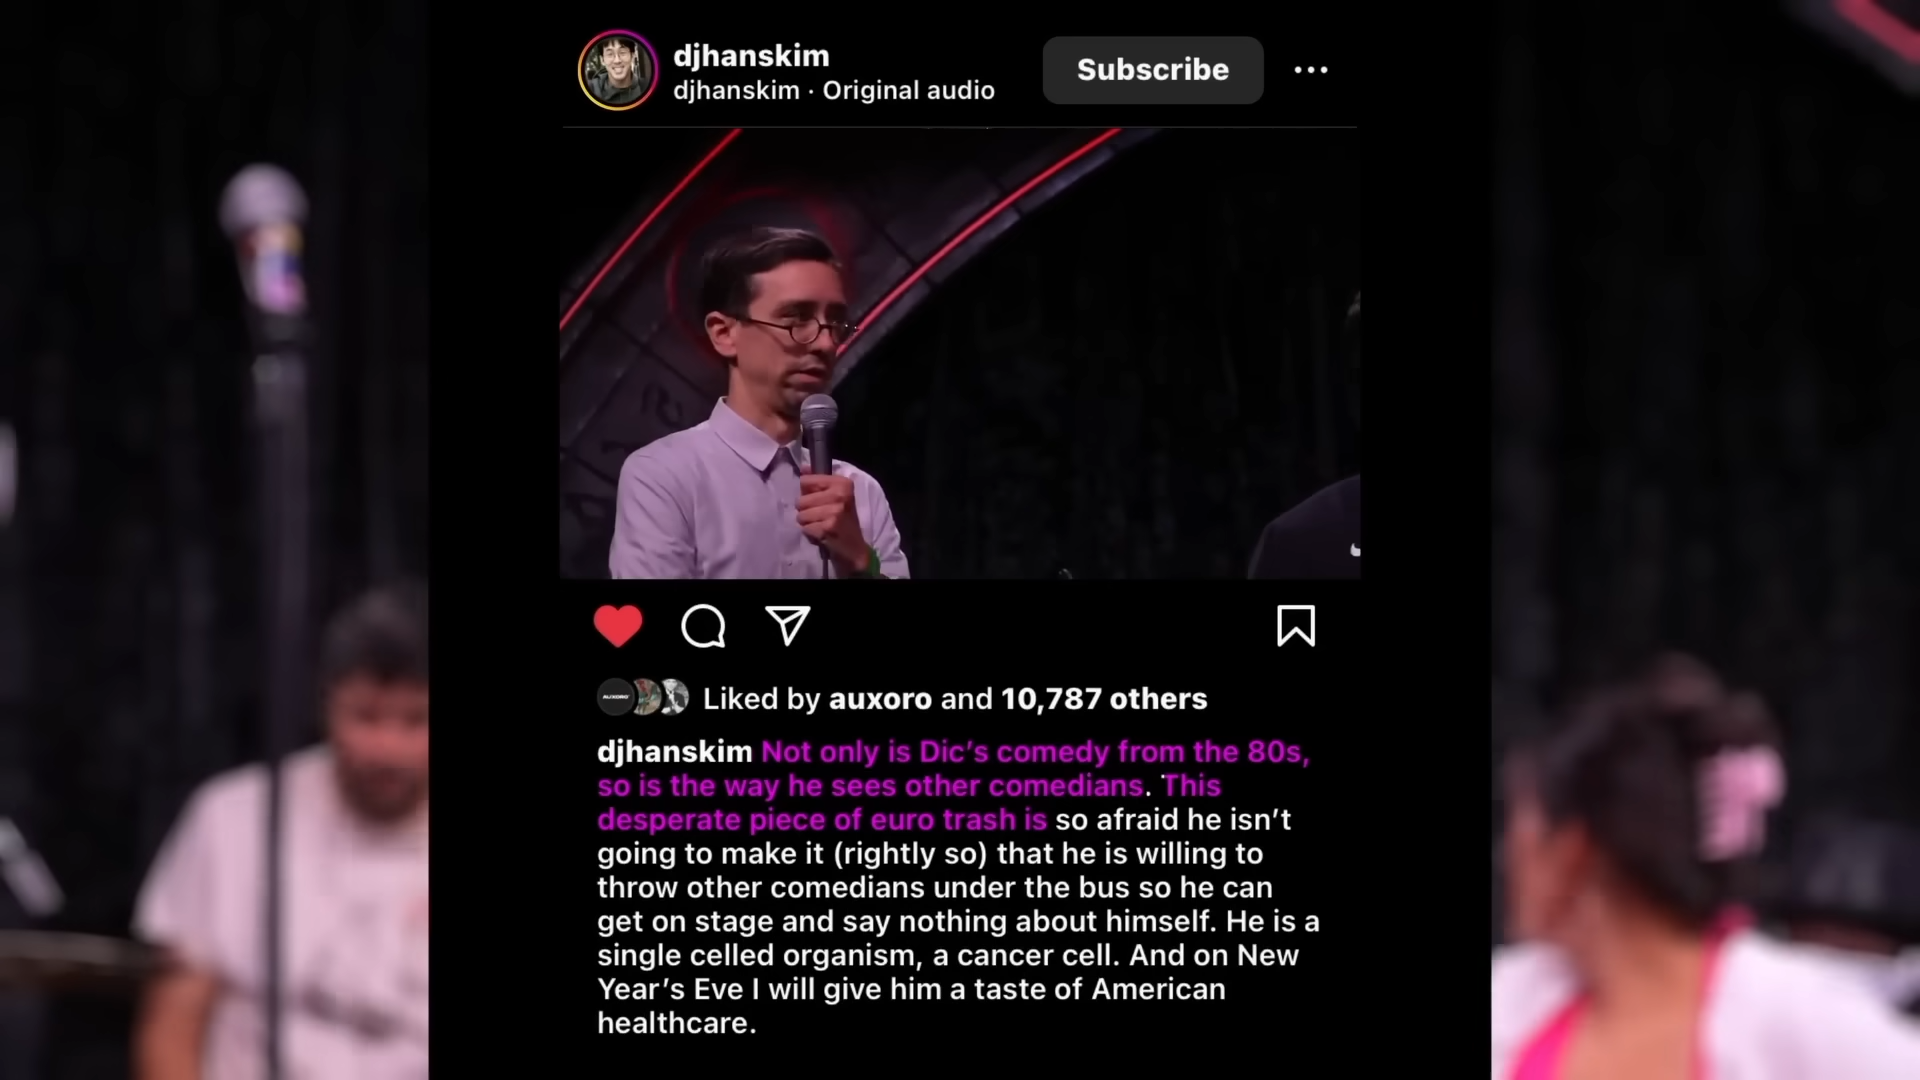 djhanskim
djhanskim · Original audio
Subscribe
AUXORO
Liked by auxoro and 10,787 others
djhanskim Not only is Dic’s comedy from the 80s,
so is the way he sees other comedians. This
desperate piece of euro trash is so afraid he isn’t
going to make it (rightly so) that he is willing to
throw other comedians under the bus so he can
get on stage and say nothing about himself. He is a
single celled organism, a cancer cell. And on New
Year’s Eve I will give him a taste of American
healthcare.